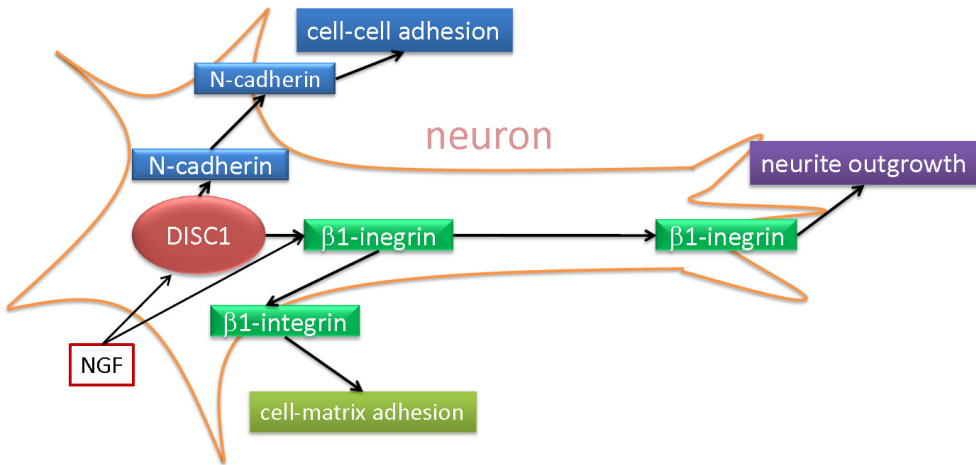 cell-cell adhesion
N-cadherin
neuron
N-cadherin
neurite outgrowth
DISC1
β1-inegrin
β1-inegrin
β1-integrin
NGF
cell-matrix adhesion